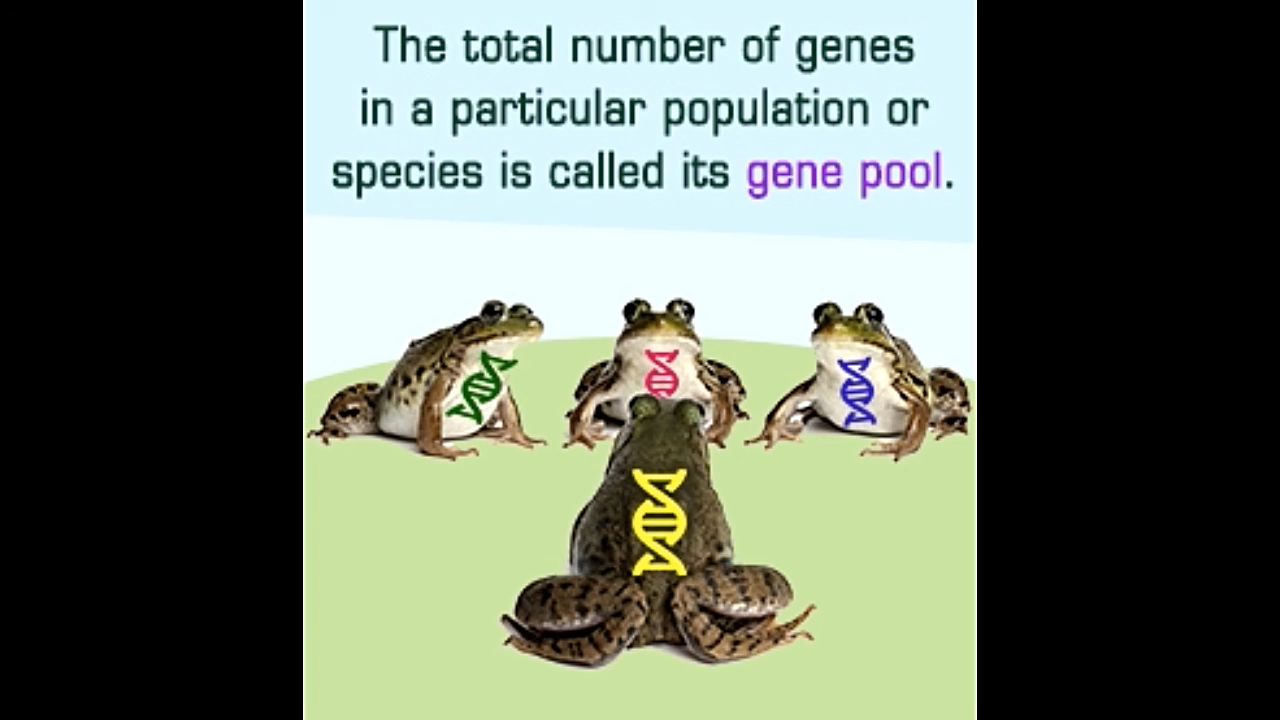 The total number of genes
in a particular population or
species is called its gene pool.